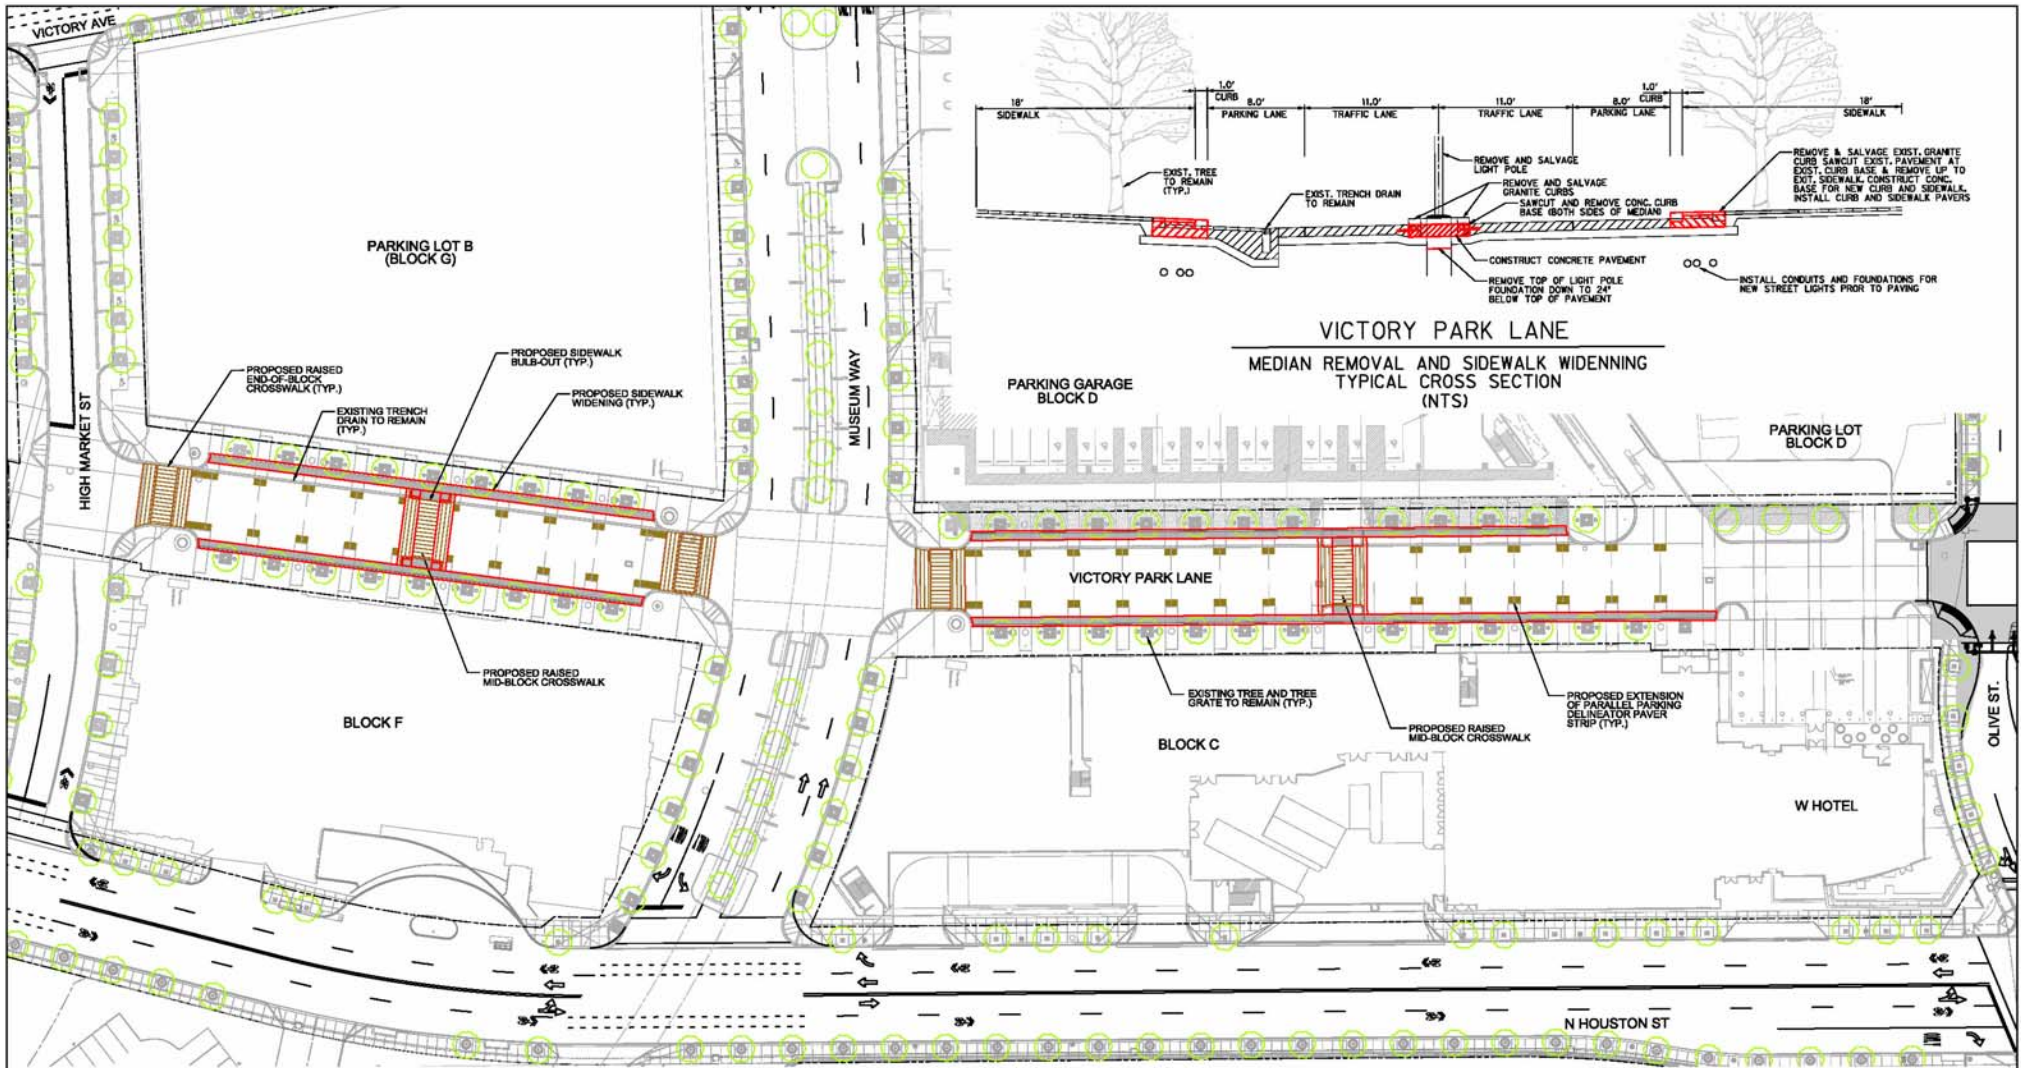 VICTORY AVE
1.0'
CURB
1.0'
CURB
18'
SIDEWALK
8.0'
PARKING LANE
11.0'
TRAFFIC LANE
11.0'
TRAFFIC LANE
8.0'
PARKING LANE
18'
SIDEWALK
EXIST. TREE
TO REMAIN
(TYP.)
EXIST. TRENCH DRAIN
TO REMAIN
REMOVE AND SALVAGE
LIGHT POLE
REMOVE AND SALVAGE
GRANITE CURBS
SAWCUT AND REMOVE CONC. CURB
BASE (BOTH SIDES OF MEDIAN)
CONSTRUCT CONCRETE PAVEMENT
REMOVE TOP OF LIGHT POLE
FOUNDATION DOWN TO 24"
BELOW TOP OF PAVEMENT
REMOVE & SALVAGE EXIST. GRANITE
CURB SAWCUT EXIST. PAVEMENT AT
EXIST. CURB BASE & REMOVE UP TO
EXIT. SIDEWALK. CONSTRUCT CONC.
BASE FOR NEW CURB AND SIDEWALK.
INSTALL CURB AND SIDEWALK PAVERS
INSTALL CONDUITS AND FOUNDATIONS FOR
NEW STREET LIGHTS PRIOR TO PAVING
VICTORY PARK LANE
MEDIAN REMOVAL AND SIDEWALK WIDENNING
TYPICAL CROSS SECTION
(NTS)
PARKING LOT B
(BLOCK G)
PROPOSED RAISED
END-OF-BLOCK
CROSSWALK (TYP.)
EXISTING TRENCH
DRAIN TO REMAIN
(TYP.)
PROPOSED SIDEWALK
BULB-OUT (TYP.)
PROPOSED SIDEWALK
WIDENING (TYP.)
HIGH MARKET ST
MUSEUM WAY
PARKING GARAGE
BLOCK D
PARKING LOT
BLOCK D
VICTORY PARK LANE
PROPOSED RAISED
MID-BLOCK CROSSWALK
BLOCK F
EXISTING TREE AND TREE
GRATE TO REMAIN (TYP.)
BLOCK C
PROPOSED RAISED
MID-BLOCK CROSSWALK
PROPOSED EXTENSION
OF PARALLEL PARKING
DELINEATOR PAVER
STRIP (TYP.)
OLIVE ST.
W HOTEL
N HOUSTON ST